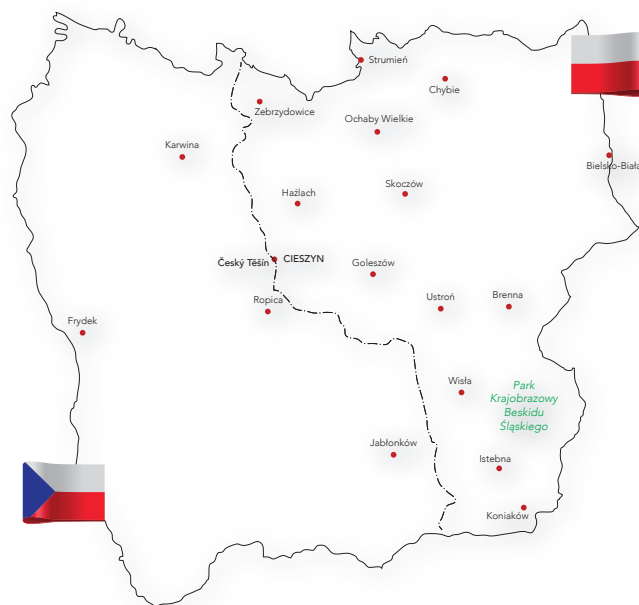 Strumień
Chybie
Zebrzydowice
Ochaby Wielkie
Karwina
Bielsko-Biała
Skoczów
Hażlach
Český Těšín
CIESZYN
Goleszów
Ropica
Ustroń
Brenna
Frydek
Wisła
Park
Krajobrazowy
Beskidu
Śląskiego
Jabłonków
Istebna
Koniaków